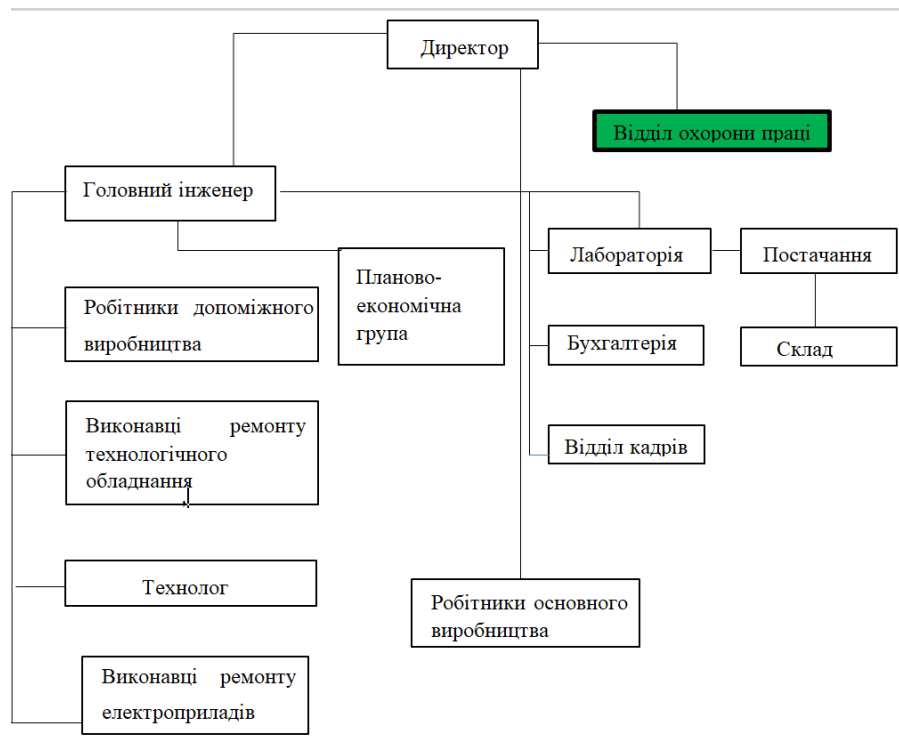 Директор
Відділ охорони праці
Головний інженер
Лабораторія
Постачання
Планово-
економічна
група
Робітники допоміжного
виробництва
Бухгалтерія
Склад
Виконавці ремонту
технологічного
обладнання
Відділ кадрів
Технолог
Робітники основного
виробництва
Виконавці ремонту
електроприладів